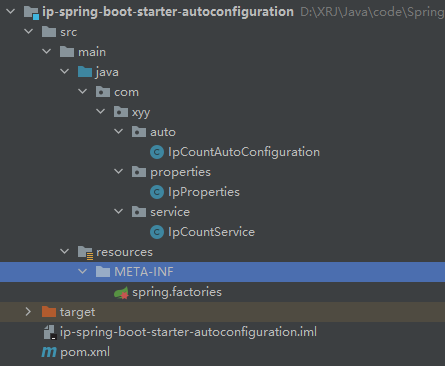 ip-spring-boot-starter-autoconfiguration D:\XRJ\Java\code\Spring
src
main
java
com
xyy
auto
IpCountAutoConfiguration
properties
IpProperties
service
IpCountService
resources
META-INF
spring.factories
target
ip-spring-boot-starter-autoconfiguration.iml
pom.xml